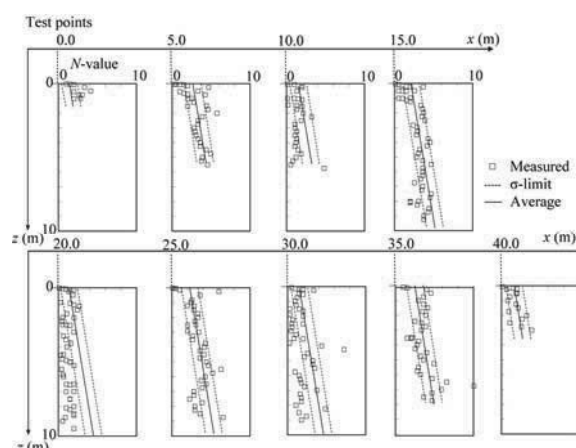 Test points
0.0 5.0 10.0 15.0 x (m)
N-value
0 0 10 0 10 0 10 0 10
Measured
σ-limit
Average
10
z (m) 20.0 25.0 30.0 35.0 40.0 x (m)
0
10
z (m)